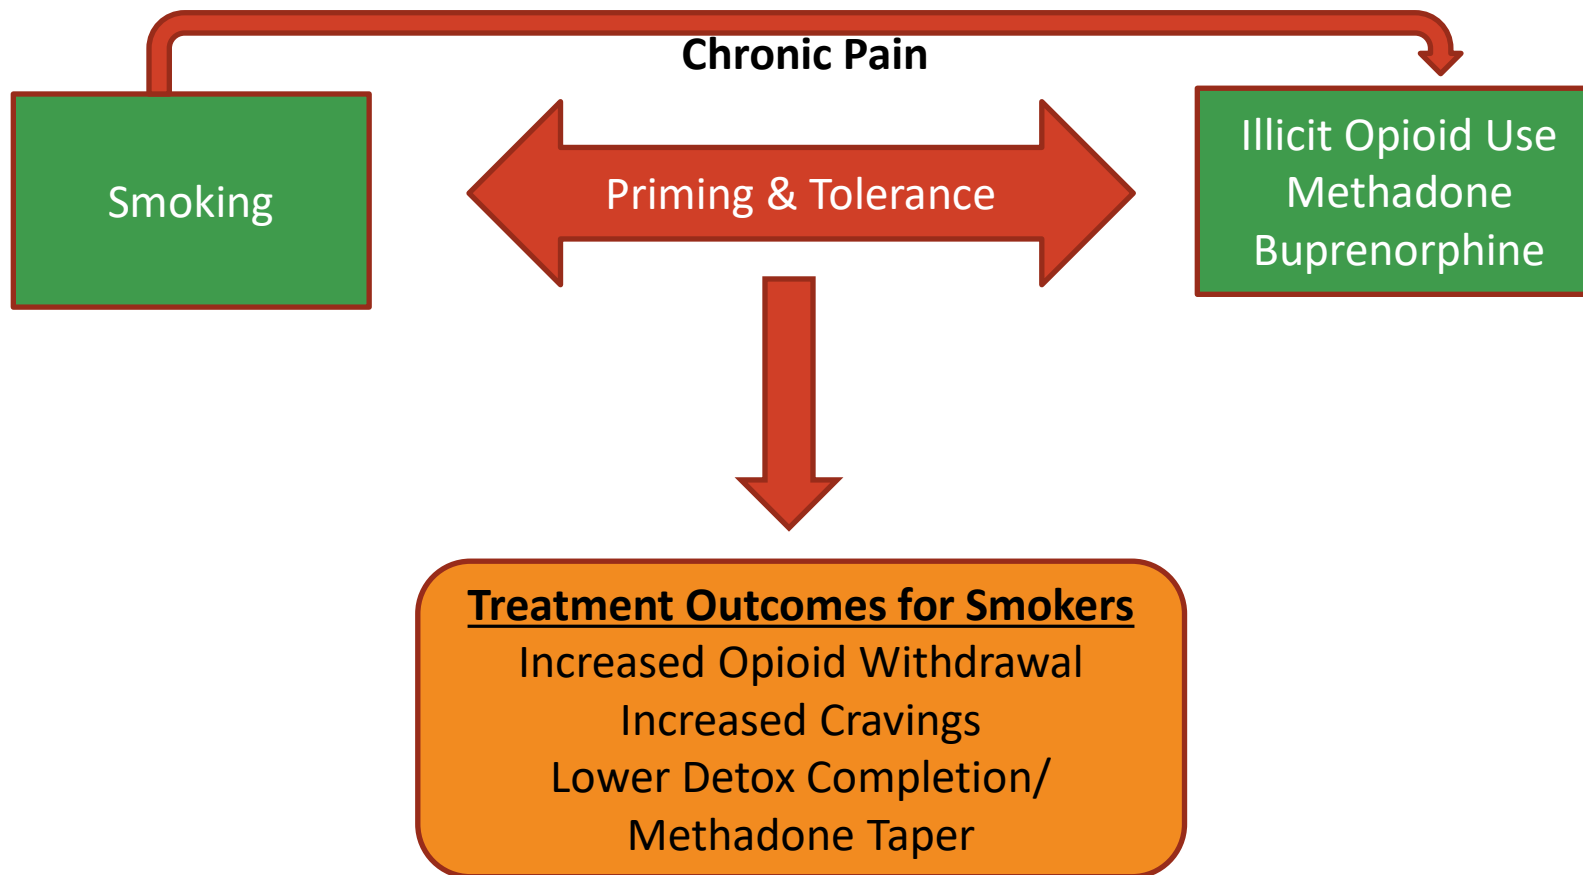 Chronic Pain
Smoking
Priming & Tolerance
Illicit Opioid Use
Methadone
Buprenorphine
Treatment Outcomes for Smokers
Increased Opioid Withdrawal
Increased Cravings
Lower Detox Completion/
Methadone Taper